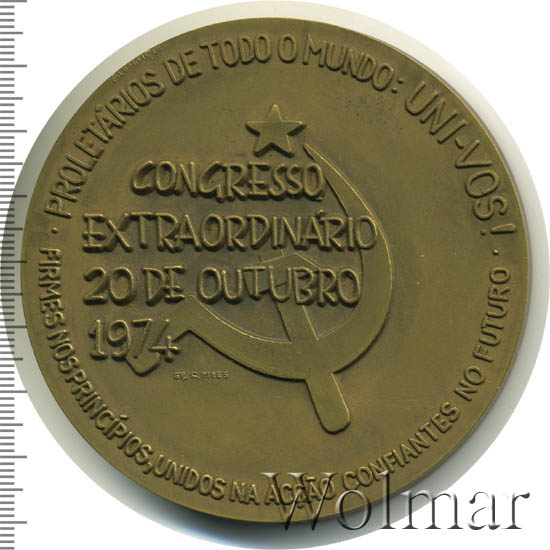 · PROLETÁRIOS DE TODO O MUNDO: UNI-VOS! ·
CONGRESSO
EXTRAORDINÁRIO
20 DE OUTUBRO
1974
FIRMES NOS PRINCÍPIOS, UNIDOS NA ACÇÃO CONFIANTES NO FUTURO
Wolmar